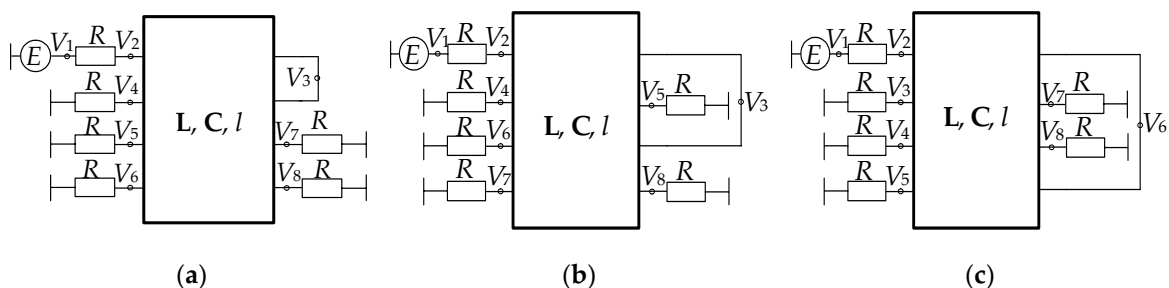 E V1 R V2
V3
R V4
R V5
R V6
V7 R
V8 R
L, C, l
(a)
E V1 R V2
R V4
R V6
R V7
V5 R
V3
V8 R
L, C, l
(b)
E V1 R V2
R V3
R V4
R V5
V7 R
V8 R
V6
L, C, l
(c)